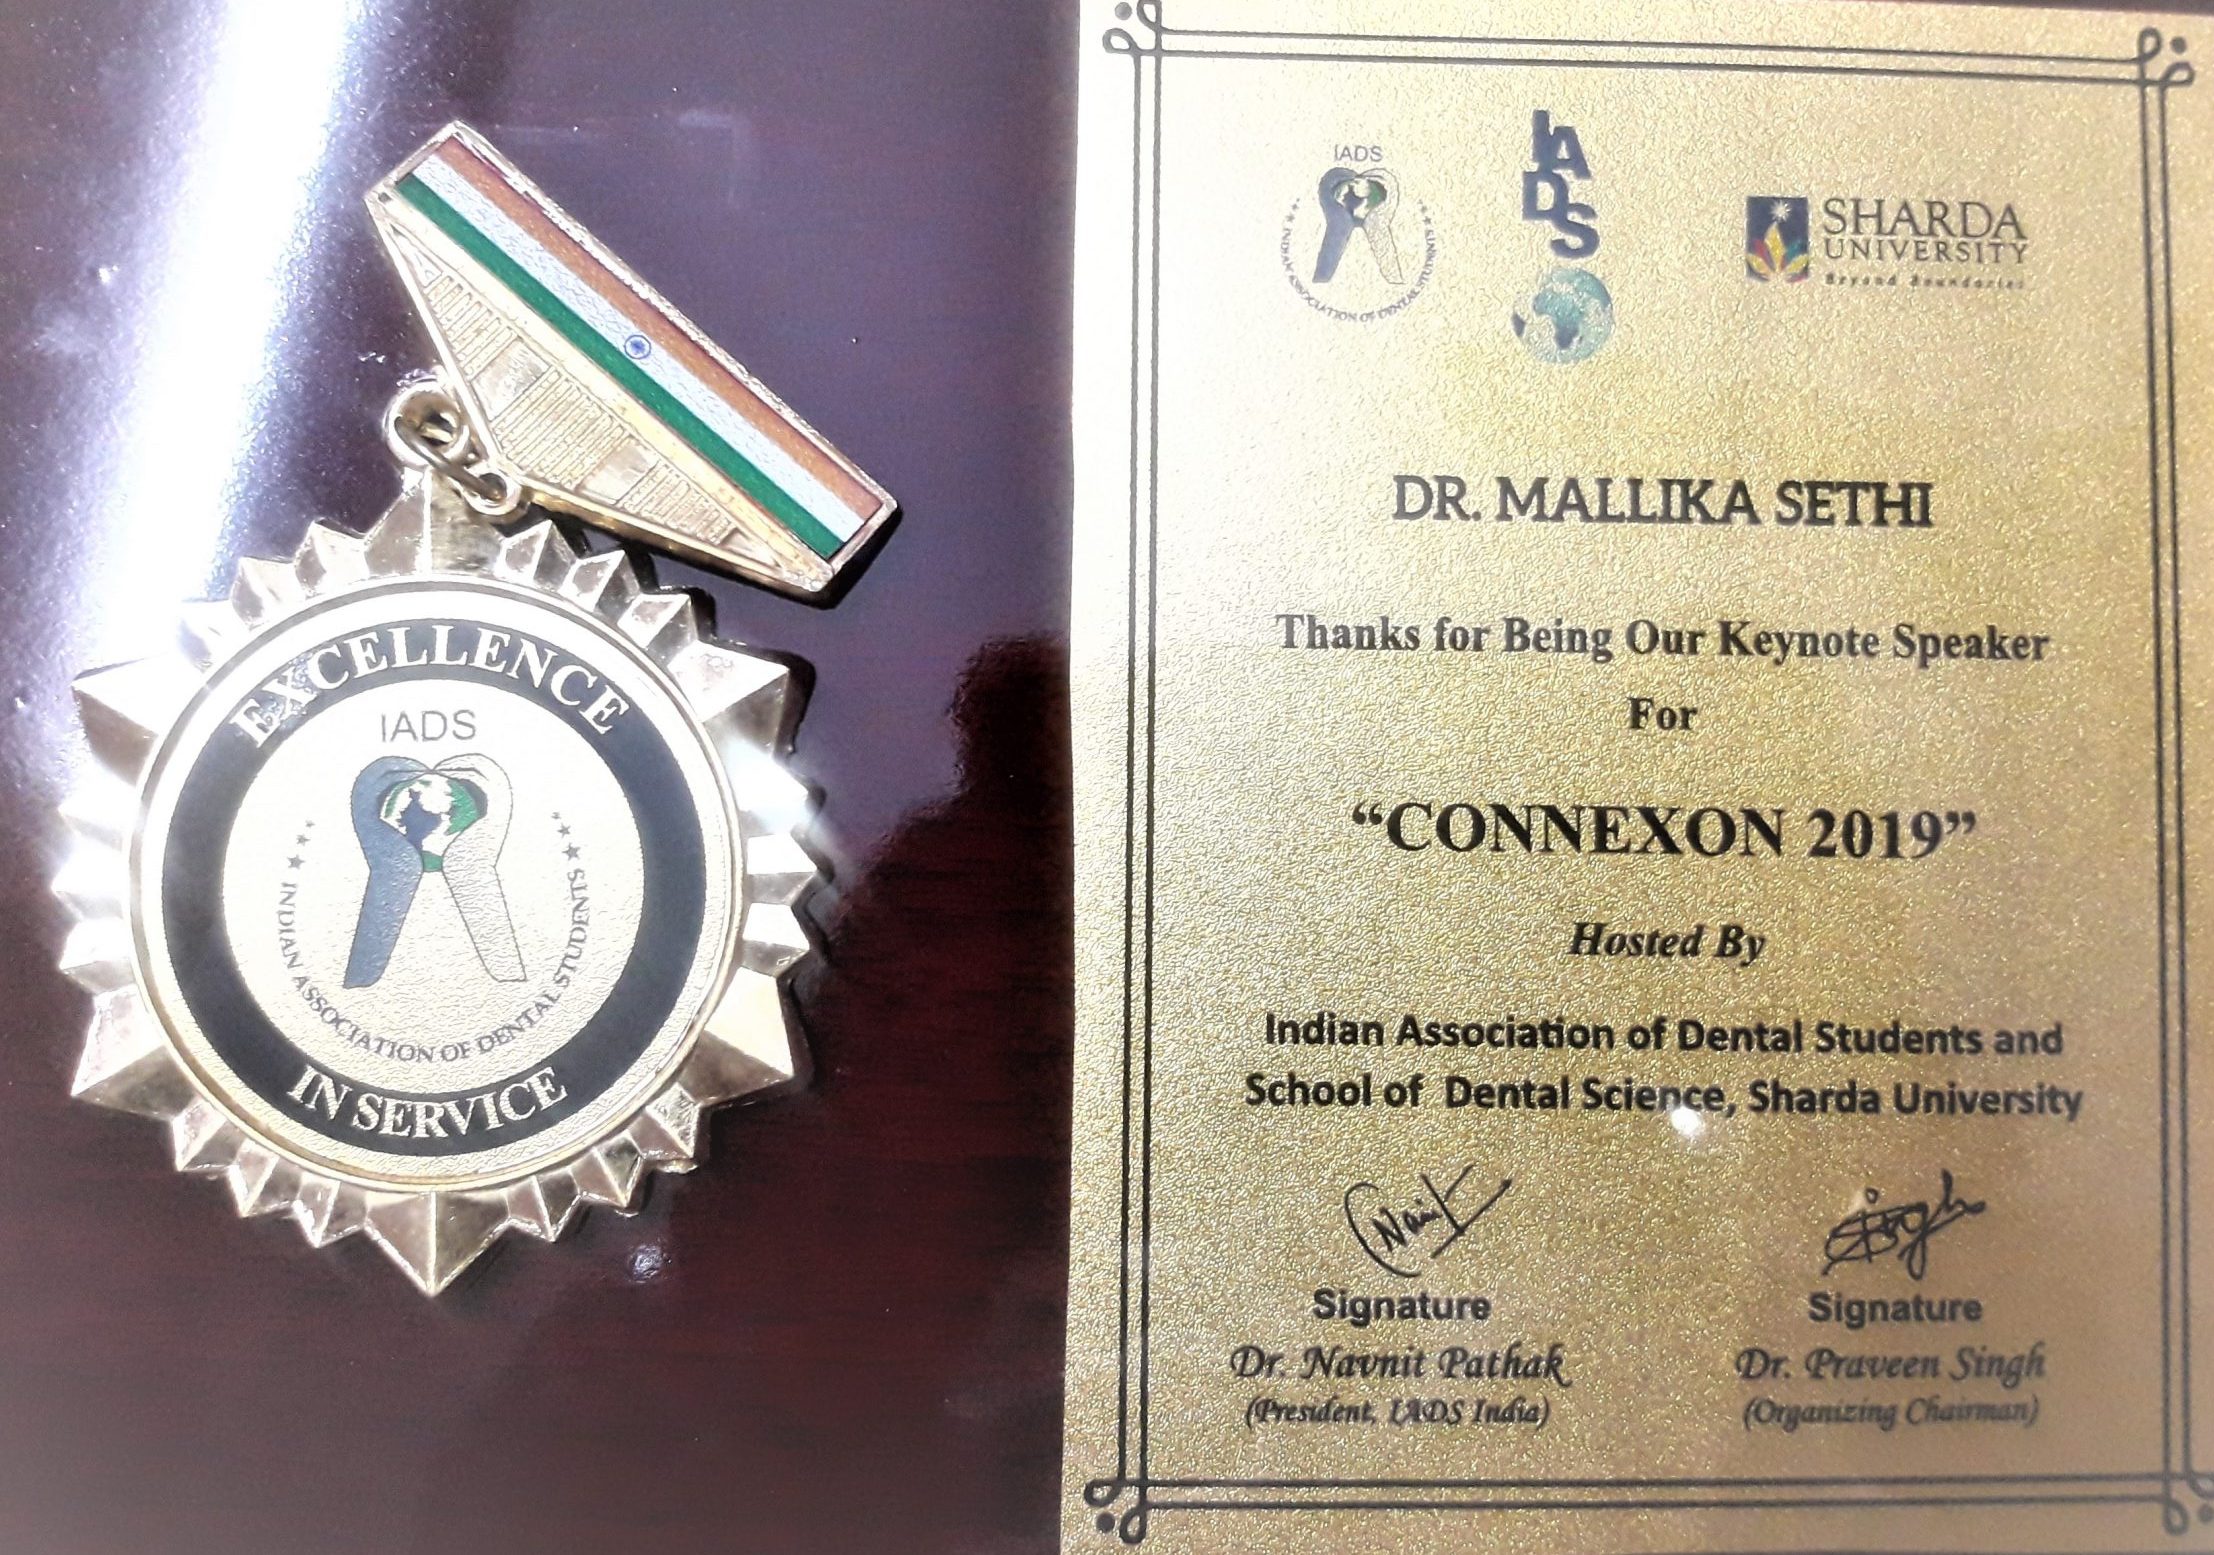 EXCELLENCE
IADS
INDIAN ASSOCIATION OF DENTAL STUDENTS
IN SERVICE
IADS
INDIAN ASSOCIATION OF DENTAL STUDENTS
IADS
SHARDA
UNIVERSITY
Beyond Boundaries
DR. MALLIKA SETHI
Thanks for Being Our Keynote Speaker
For
“CONNEXON 2019”
Hosted By
Indian Association of Dental Students and
School of Dental Science, Sharda University
Signature Signature
Dr. Navnit Pathak Dr. Praveen Singh
(President, IADS India) (Organizing Chairman)